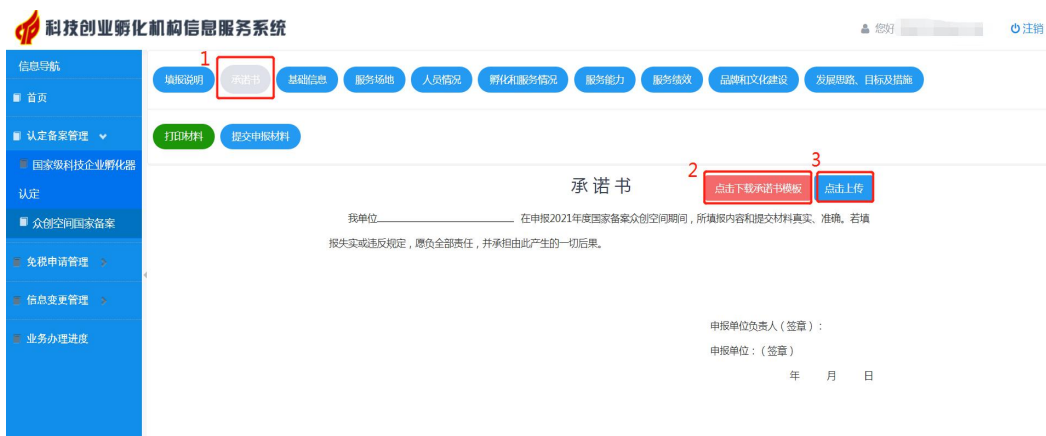 科技创业孵化机构信息服务系统
您好
注销
信息导航
首页
认定备案管理
国家级科技企业孵化器
认定
众创空间国家备案
免税申请管理
信息变更管理
业务办理进度
1
填报说明 承诺书 基础信息 服务场地 人员情况 孵化和服务情况 服务能力 服务绩效 品牌和文化建设 发展思路、目标及措施
打印材料 提交申报材料
2 3
承诺书 点击下载承诺书模板 点击上传
我单位 在申报2021年度国家备案众创空间期间，所填报内容和提交材料真实、准确。若填
报失实或违反规定，愿负全部责任，并承担由此产生的一切后果。
申报单位负责人（签章）：
申报单位：（签章）
年 月 日